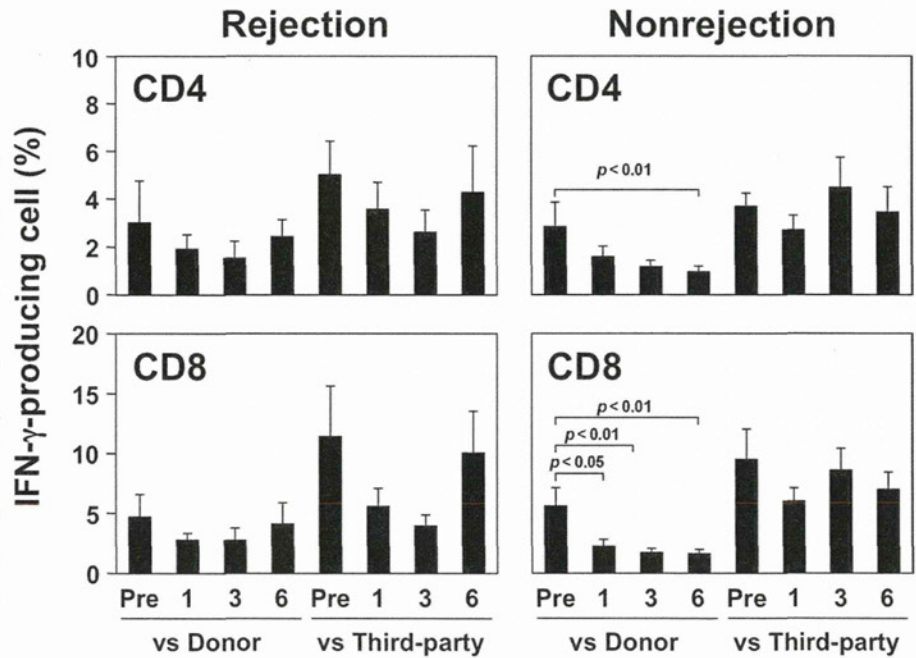 Rejection
Nonrejection
IFN-γ-producing cell (%)
10
8
6
4
2
0
CD4
CD4
p < 0.01
20
15
10
5
0
CD8
CD8
p < 0.01
p < 0.01
p < 0.05
Pre 1 3 6 Pre 1 3 6
vs Donor vs Third-party
Pre 1 3 6 Pre 1 3 6
vs Donor vs Third-party